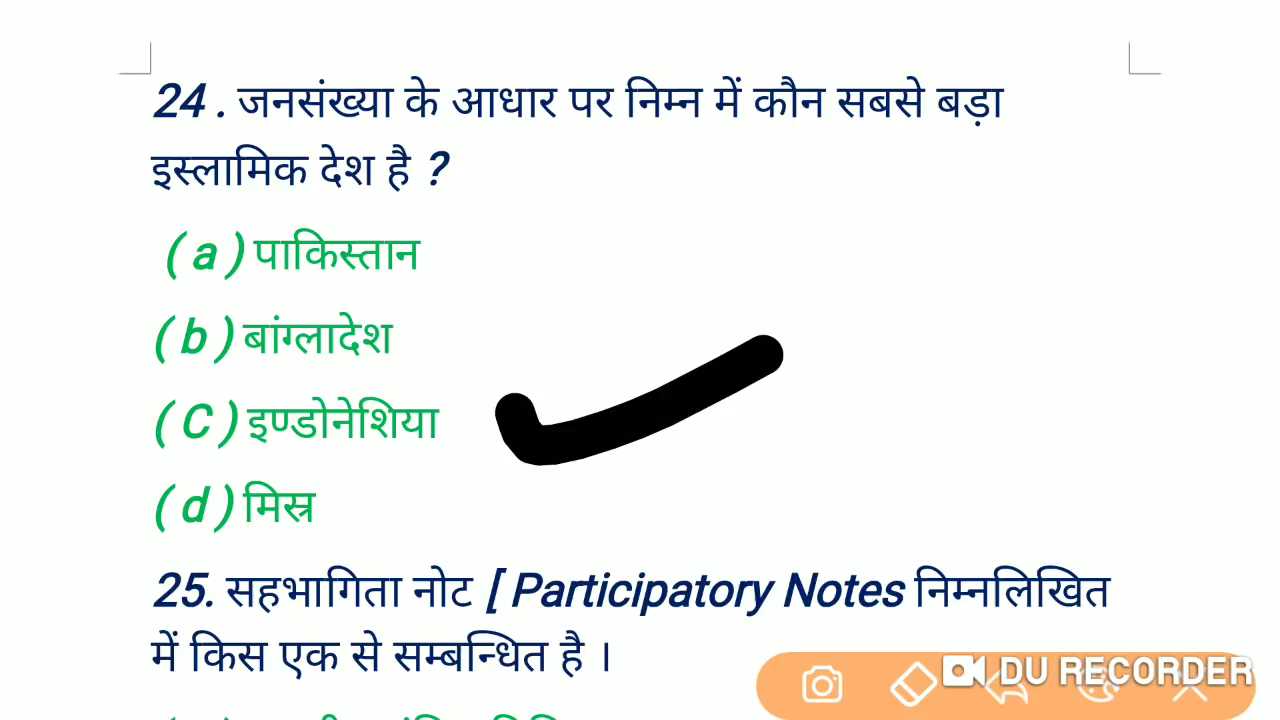 24 . जनसंख्या के आधार पर निम्न में कौन सबसे बड़ा
इस्लामिक देश है ?
( a ) पाकिस्तान
( b ) बांग्लादेश
( C ) इण्डोनेशिया
( d ) मिस्र
25. सहभागिता नोट [ Participatory Notes निम्नलिखित
में किस एक से सम्बन्धित है ।
DU RECORDER